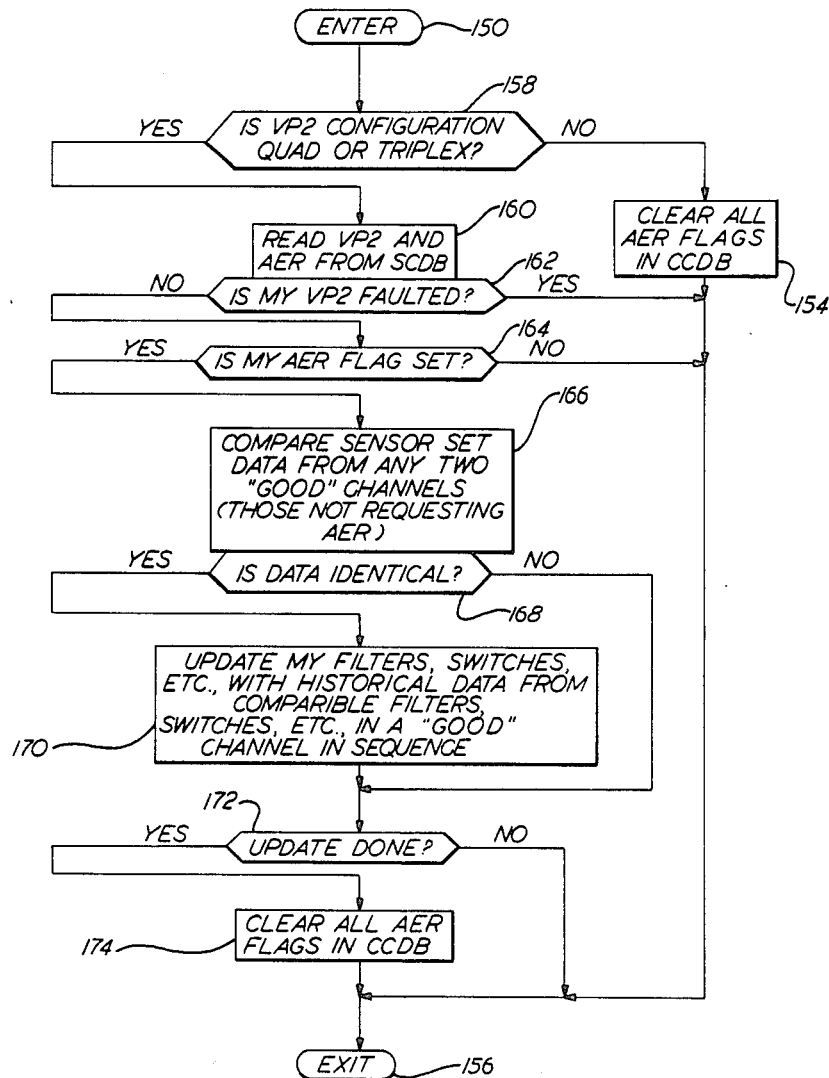 ENTER
150
158
YES
IS VP2 CONFIGURATION
QUAD OR TRIPLEX?
NO
160
READ VP2 AND
AER FROM SCDB
CLEAR ALL
AER FLAGS
IN CCDB
154
162
NO
IS MY VP2 FAULTED?
YES
164
YES
IS MY AER FLAG SET?
NO
166
COMPARE SENSOR SET
DATA FROM ANY TWO
"GOOD" CHANNELS
(THOSE NOT REQUESTING
AER)
YES
IS DATA IDENTICAL?
NO
168
UPDATE MY FILTERS, SWITCHES,
ETC., WITH HISTORICAL DATA FROM
COMPARIBLE FILTERS,
SWITCHES, ETC., IN A "GOOD"
CHANNEL IN SEQUENCE
170
172
YES
UPDATE DONE?
NO
CLEAR ALL AER
FLAGS IN CCDB
174
EXIT
156